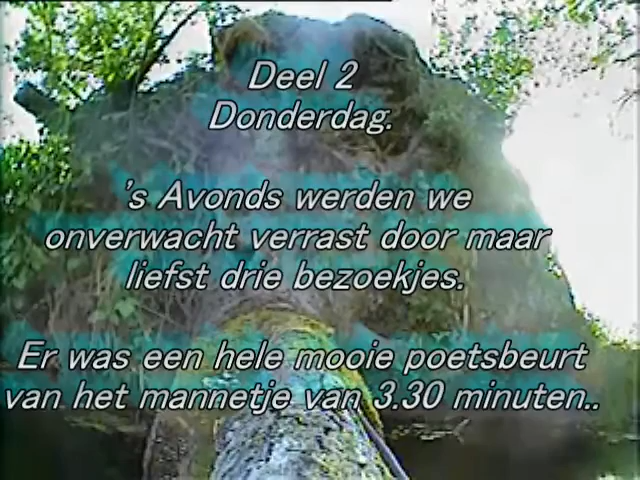 Deel 2
Donderdag.
's Avonds werden we
onverwacht verrast door maar
liefst drie bezoekjes.
Er was een hele mooie poetsbeurt
van het mannetje van 3.30 minuten..